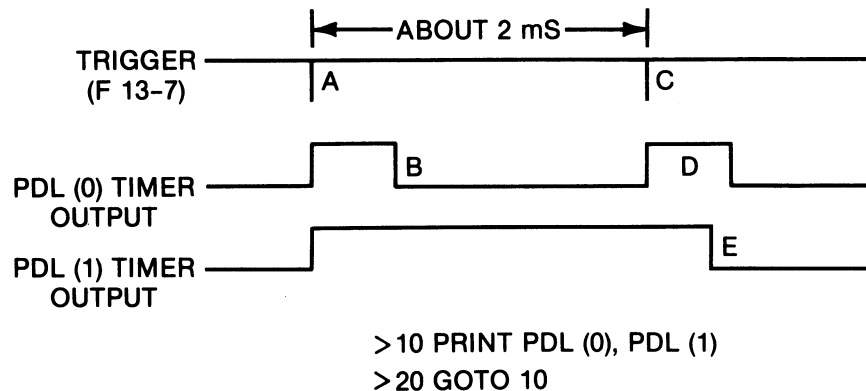 ABOUT 2 mS
TRIGGER
(F 13-7)
A
C
B
D
PDL (0) TIMER
OUTPUT
E
PDL (1) TIMER
OUTPUT
>10 PRINT PDL (0), PDL (1)
>20 GOTO 10